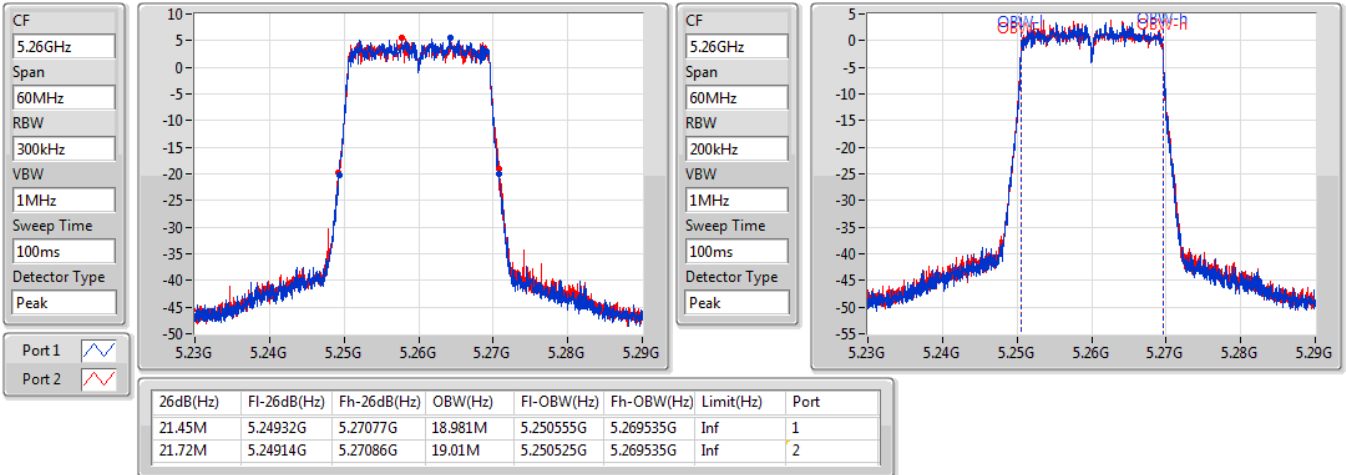 CF
5.26GHz
Span
60MHz
RBW
300kHz
VBW
1MHz
Sweep Time
100ms
Detector Type
Peak
Port 1
Port 2
10
5
0
-5
-10
-15
-20
-25
-30
-35
-40
-45
-50
5.23G 5.24G 5.25G 5.26G 5.27G 5.28G 5.29G
CF
5.26GHz
Span
60MHz
RBW
200kHz
VBW
1MHz
Sweep Time
100ms
Detector Type
Peak
OBW-l OBW-h
OBW-l OBW-h
5
0
-5
-10
-15
-20
-25
-30
-35
-40
-45
-50
-55
5.23G 5.24G 5.25G 5.26G 5.27G 5.28G 5.29G
26dB(Hz) Fl-26dB(Hz) Fh-26dB(Hz) OBW(Hz) Fl-OBW(Hz) Fh-OBW(Hz) Limit(Hz) Port
21.45M 5.24932G 5.27077G 18.981M 5.250555G 5.269535G Inf 1
21.72M 5.24914G 5.27086G 19.01M 5.250525G 5.269535G Inf 2